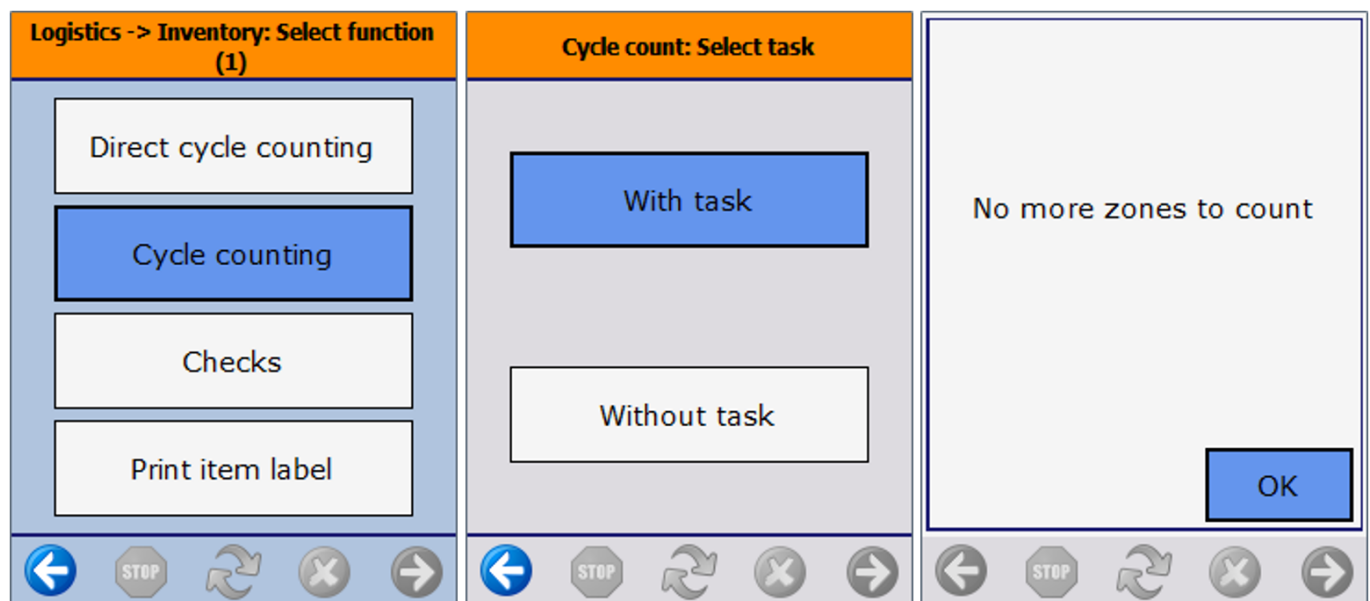 Logistics -> Inventory: Select function
(1)
Direct cycle counting
Cycle counting
Checks
Print item label
STOP
Cycle count: Select task
With task
Without task
STOP
No more zones to count
OK
STOP